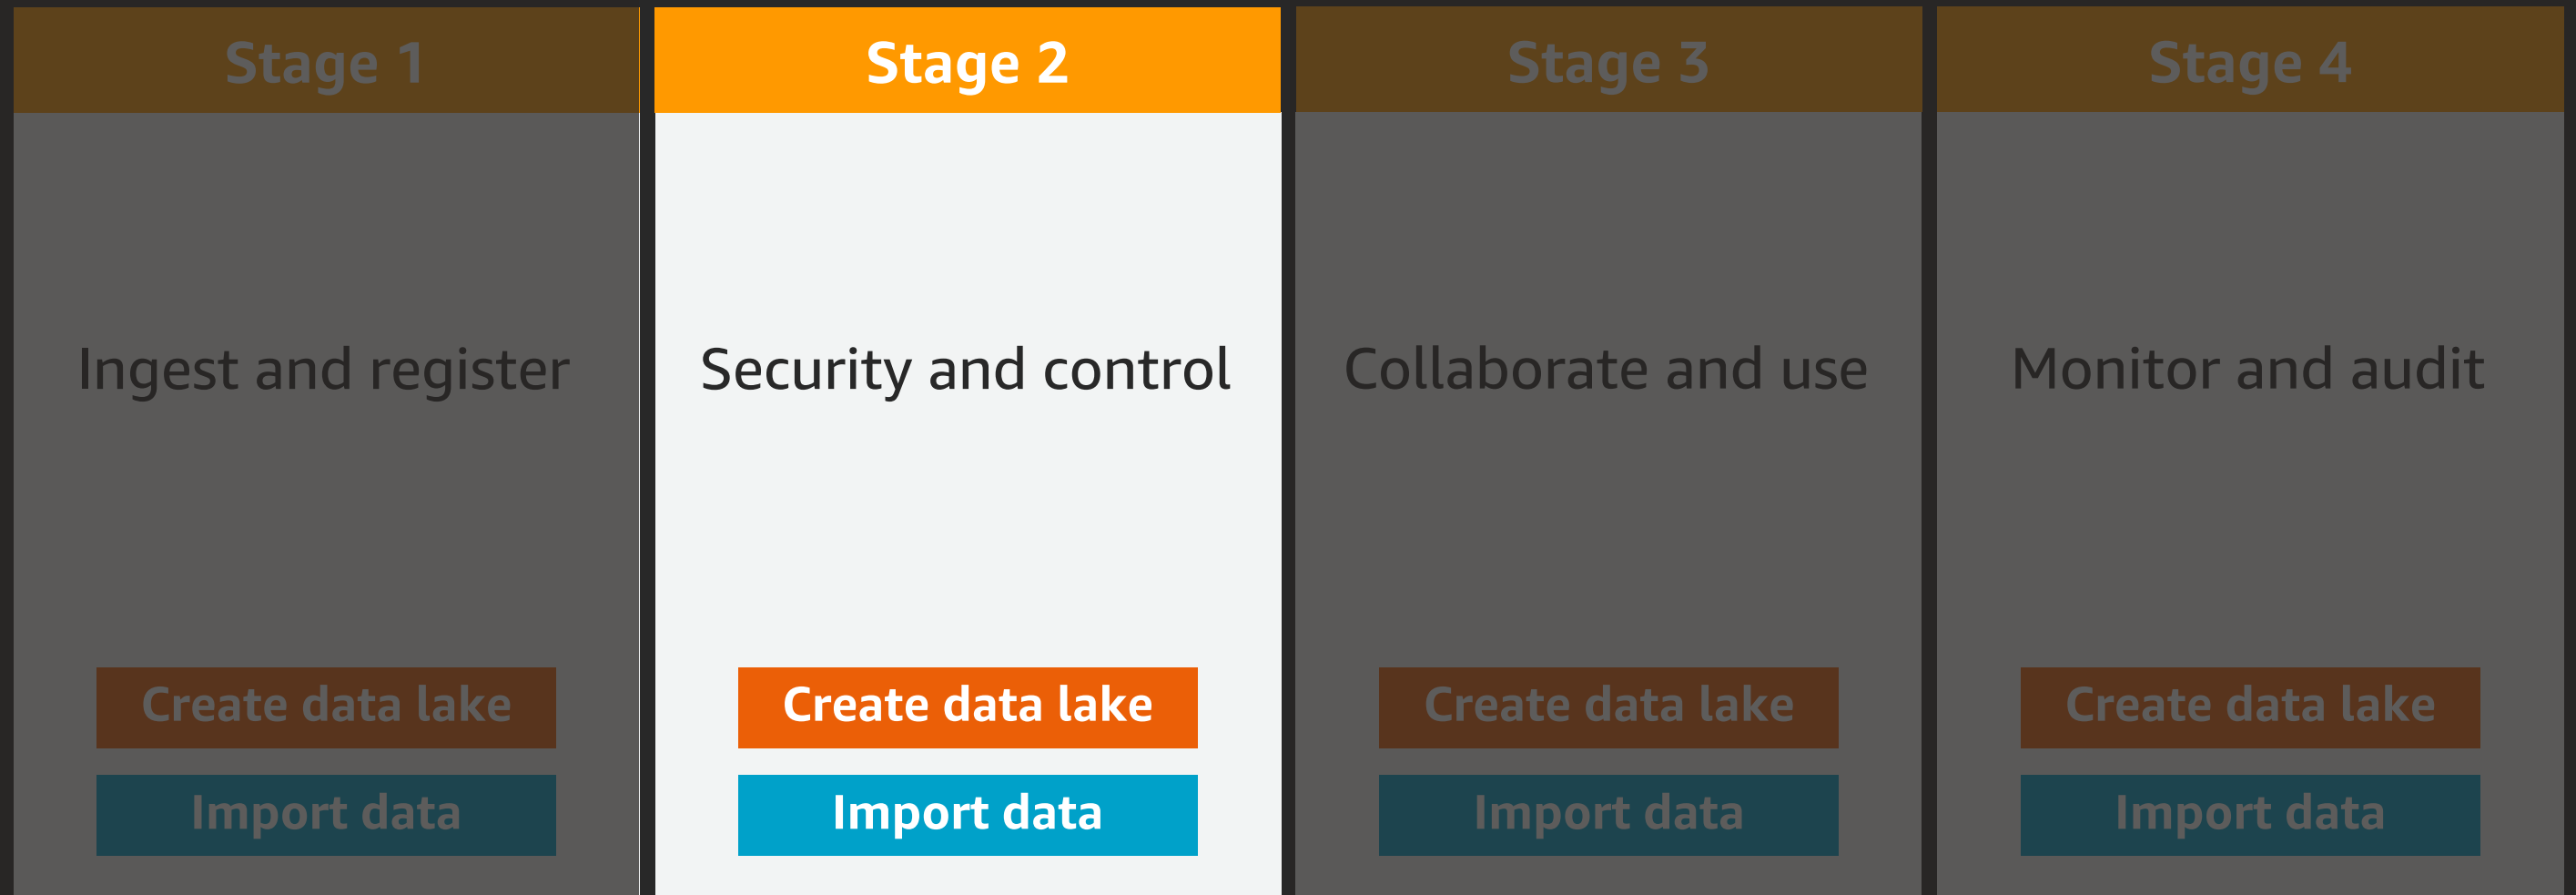 Stage 1
Stage 2
Stage 3
Stage 4
Ingest and register
Security and control
Collaborate and use
Monitor and audit
Create data lake
Create data lake
Create data lake
Create data lake
Import data
Import data
Import data
Import data